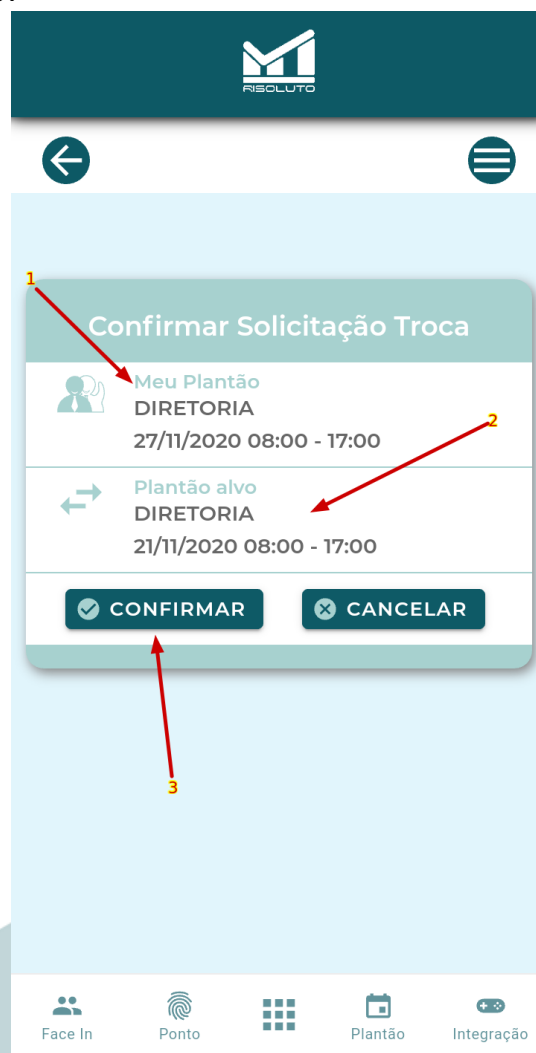 RISOLUTO
1
Confirmar Solicitação Troca
Meu Plantão
DIRETORIA
27/11/2020 08:00 - 17:00
2
Plantão alvo
DIRETORIA
21/11/2020 08:00 - 17:00
CONFIRMAR CANCELAR
3
Face In Ponto Plantão Integração